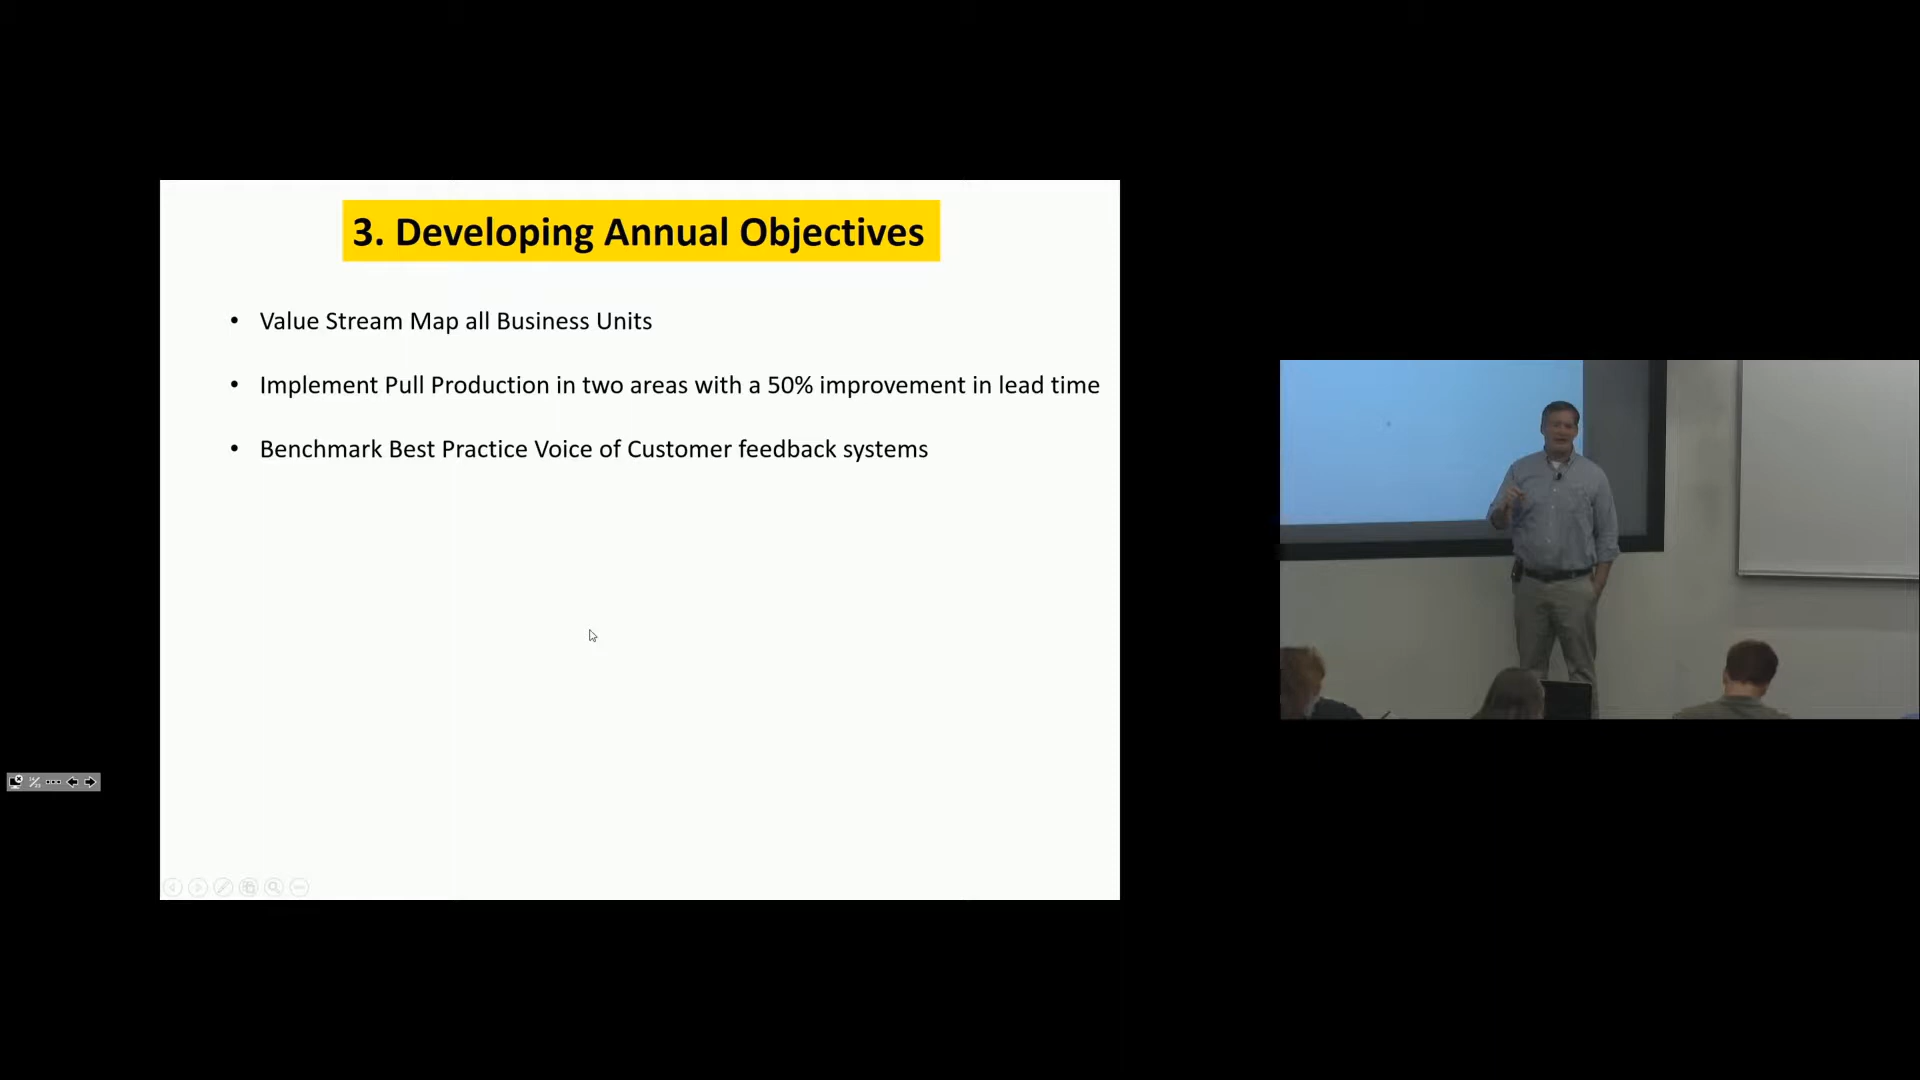 3. Developing Annual Objectives
• Value Stream Map all Business Units
• Implement Pull Production in two areas with a 50% improvement in lead time
• Benchmark Best Practice Voice of Customer feedback systems